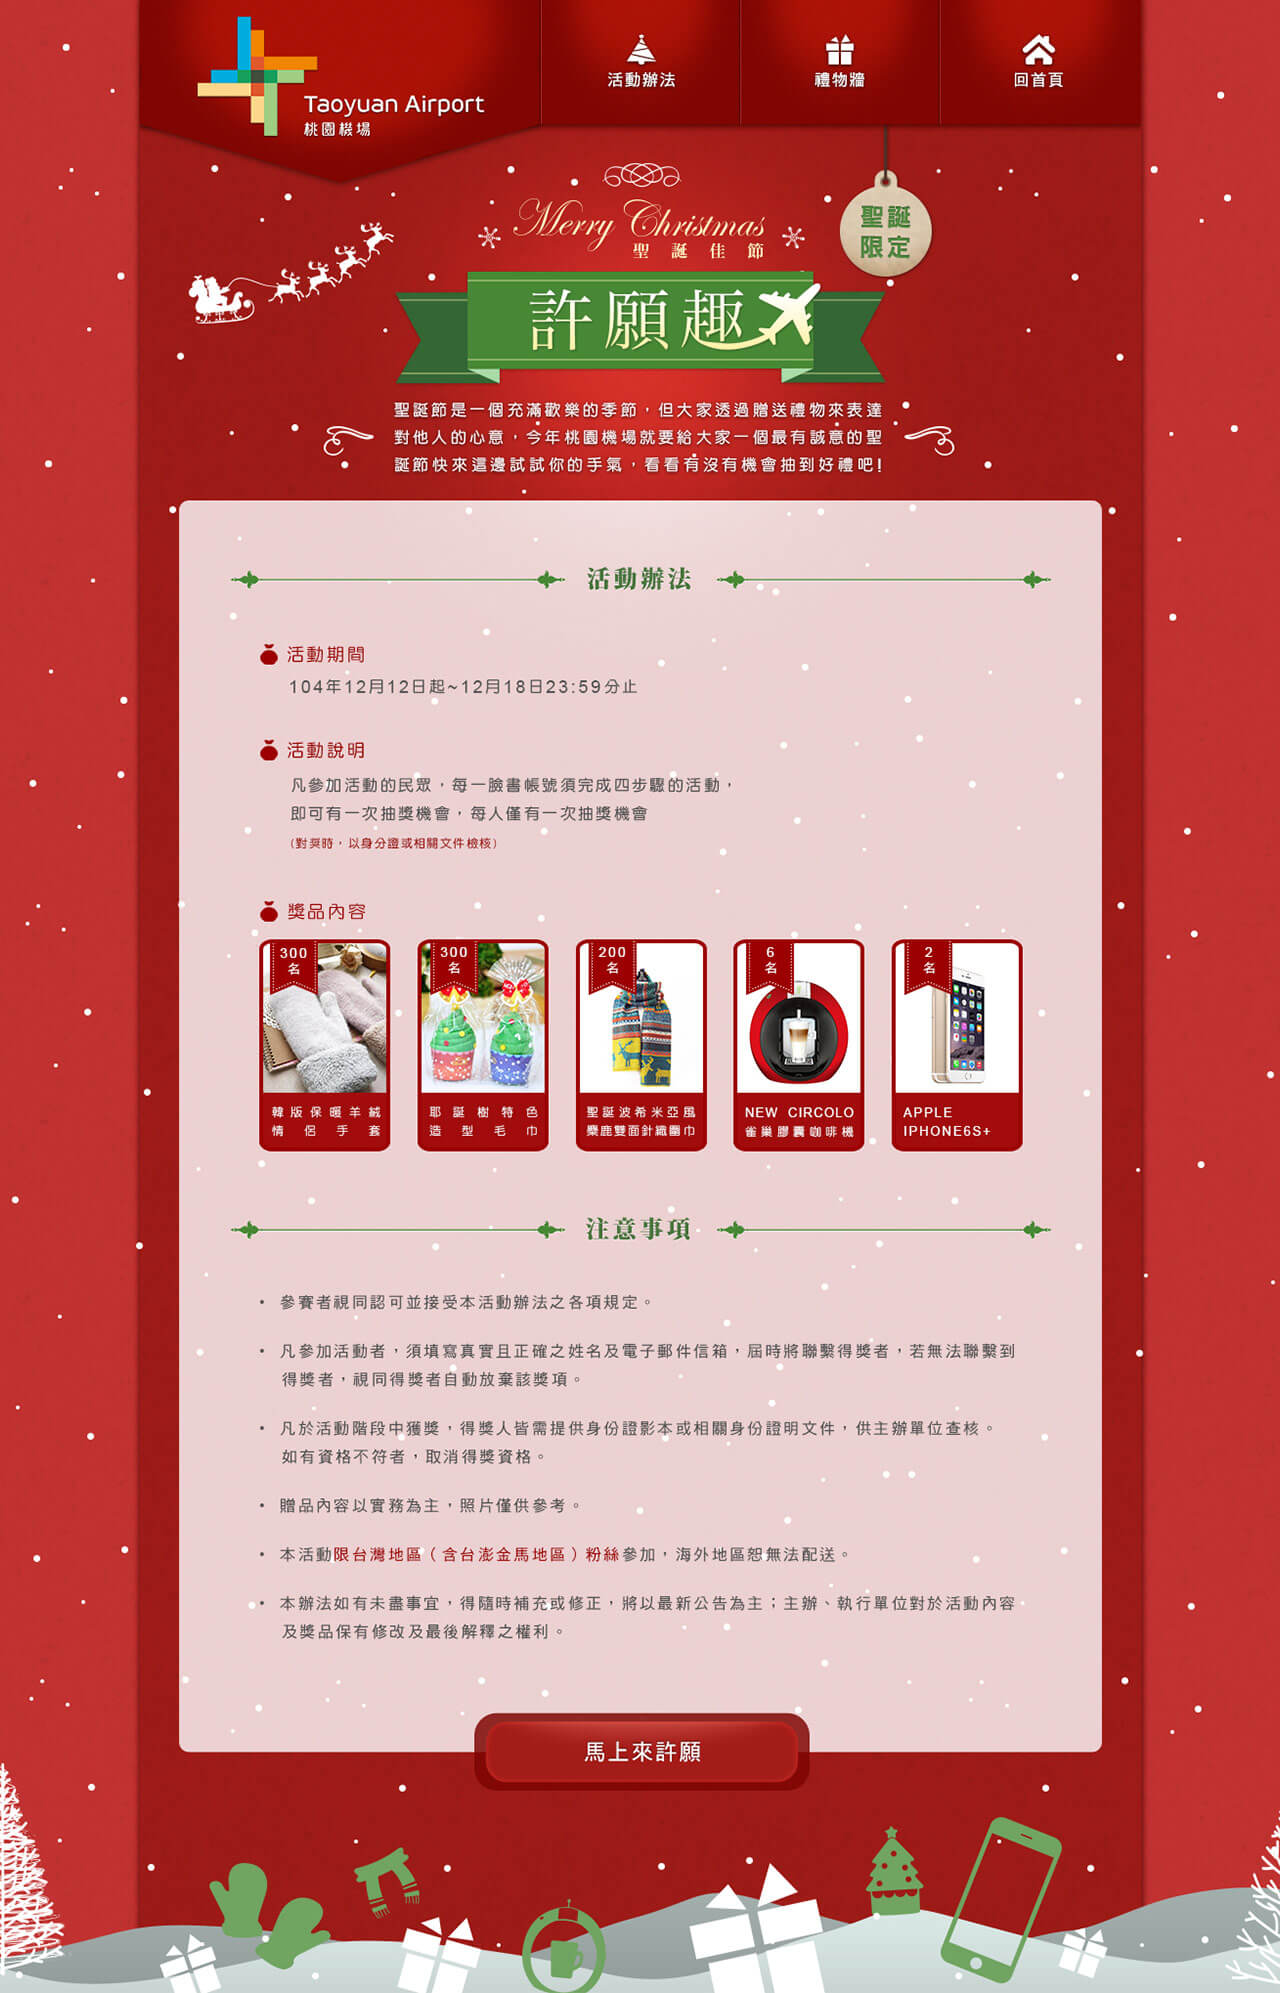 Taoyuan Airport
桃園機場
活動辦法
禮物牆
回首頁
Merry Christmas
聖誕佳節
聖誕
限定
許願趣
聖誕節是一個充滿歡樂的季節，但大家透過贈送禮物來表達
對他人的心意，今年桃園機場就要給大家一個最有誠意的聖
誕節快來這邊試試你的手氣，看看有沒有機會抽到好禮吧！
活動辦法
活動期間
104年12月12日起~12月18日23:59分止
活動說明
凡參加活動的民眾，每一臉書帳號須完成四步驟的活動，
即可有一次抽獎機會，每人僅有一次抽獎機會
(對獎時，以身分證或相關文件檢核)
獎品內容
300
名
韓版保暖羊絨
情侶手套
300
名
耶誕樹特色
造型毛巾
200
名
聖誕波希米亞風
麋鹿雙面針織圍巾
6
名
NEW CIRCOLO
雀巢膠囊咖啡機
2
名
APPLE
IPHONE6S+
注意事項
• 參賽者視同認可並接受本活動辦法之各項規定。
• 凡參加活動者，須填寫真實且正確之姓名及電子郵件信箱，屆時將聯繫得獎者，若無法聯繫到
得獎者，視同得獎者自動放棄該獎項。
• 凡於活動階段中獲獎，得獎人皆需提供身份證影本或相關身份證明文件，供主辦單位查核。
如有資格不符者，取消得獎資格。
• 贈品內容以實務為主，照片僅供參考。
• 本活動限台灣地區（含台澎金馬地區）粉絲參加，海外地區恕無法配送。
• 本辦法如有未盡事宜，得隨時補充或修正，將以最新公告為主；主辦、執行單位對於活動內容
及獎品保有修改及最後解釋之權利。
馬上來許願